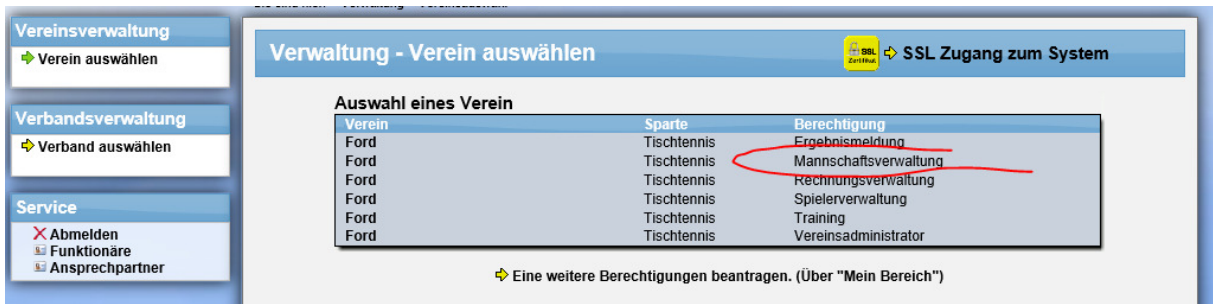 Vereinsverwaltung
Verein auswählen
Verbandsverwaltung
Verband auswählen
Service
Abmelden
Funktionäre
Ansprechpartner
Verwaltung - Verein auswählen
SSL
Zertifikat
SSL Zugang zum System
Auswahl eines Verein
Verein Sparte Berechtigung
Ford Tischtennis Ergebnismeldung
Ford Tischtennis Mannschaftsverwaltung
Ford Tischtennis Rechnungsverwaltung
Ford Tischtennis Spielerverwaltung
Ford Tischtennis Training
Ford Tischtennis Vereinsadministrator
Eine weitere Berechtigungen beantragen. (Über "Mein Bereich")